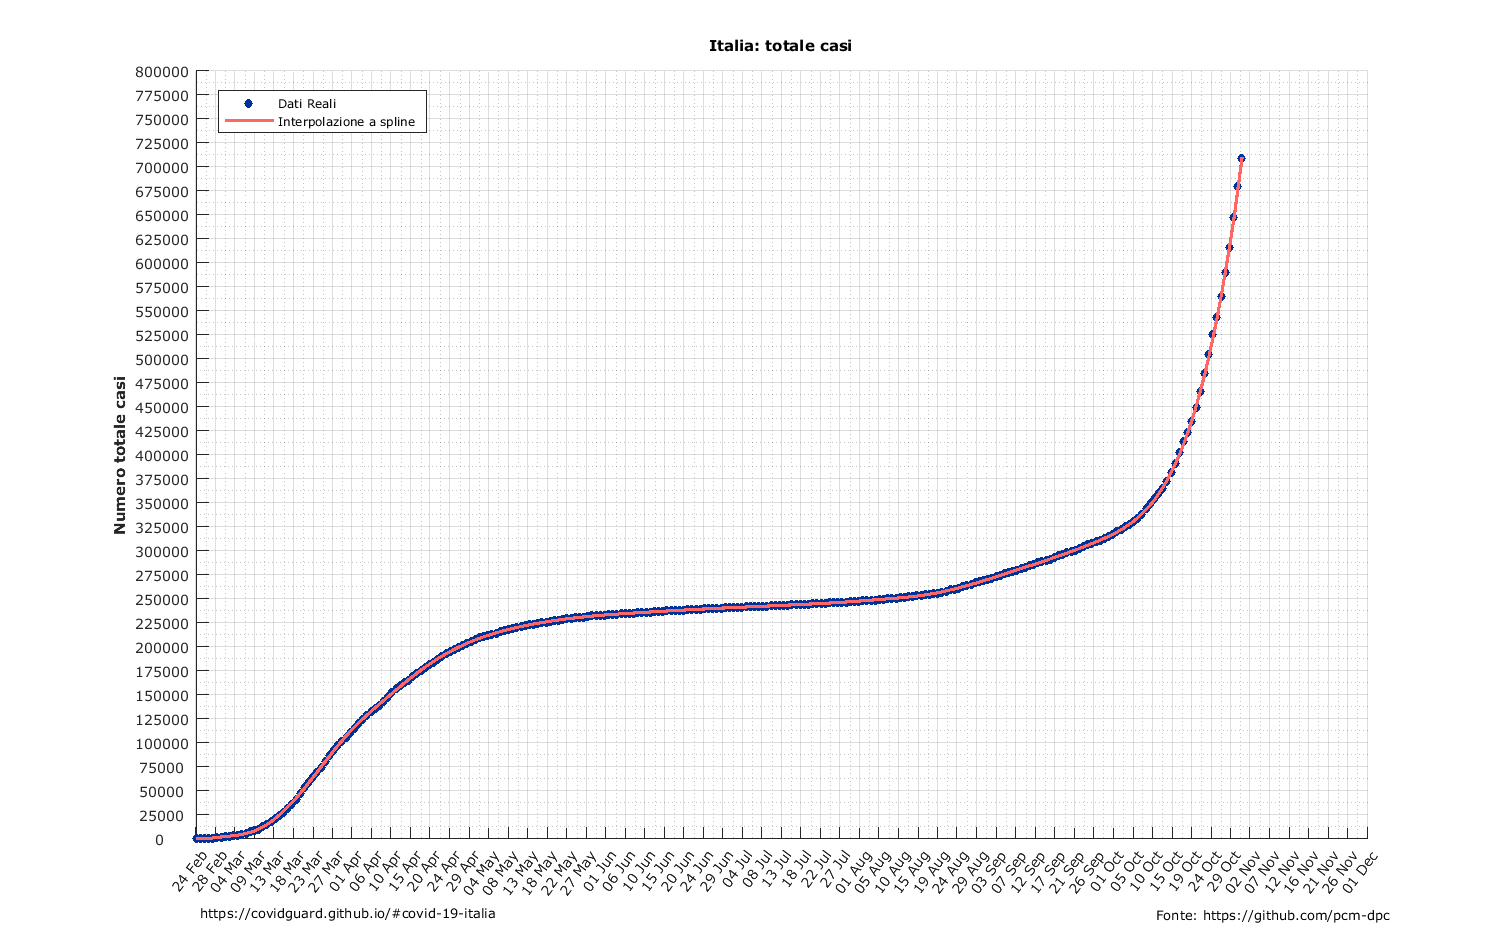 Italia: totale casi
800000
775000
750000
725000
700000
675000
650000
625000
600000
575000
550000
525000
500000
475000
450000
425000
400000
375000
350000
325000
300000
275000
250000
225000
200000
175000
150000
125000
100000
75000
50000
25000
0
Numero totale casi
Dati Reali
Interpolazione a spline
24 Feb
28 Feb
04 Mar
09 Mar
13 Mar
18 Mar
23 Mar
27 Mar
01 Apr
06 Apr
10 Apr
15 Apr
20 Apr
24 Apr
29 Apr
04 May
08 May
13 May
18 May
22 May
27 May
01 Jun
06 Jun
10 Jun
15 Jun
20 Jun
24 Jun
29 Jun
04 Jul
08 Jul
13 Jul
18 Jul
22 Jul
27 Jul
01 Aug
05 Aug
10 Aug
15 Aug
19 Aug
24 Aug
29 Aug
03 Sep
07 Sep
12 Sep
17 Sep
21 Sep
26 Sep
01 Oct
05 Oct
10 Oct
15 Oct
19 Oct
24 Oct
29 Oct
02 Nov
07 Nov
12 Nov
16 Nov
21 Nov
26 Nov
01 Dec
https://covidguard.github.io/#covid-19-italia
Fonte: https://github.com/pcm-dpc